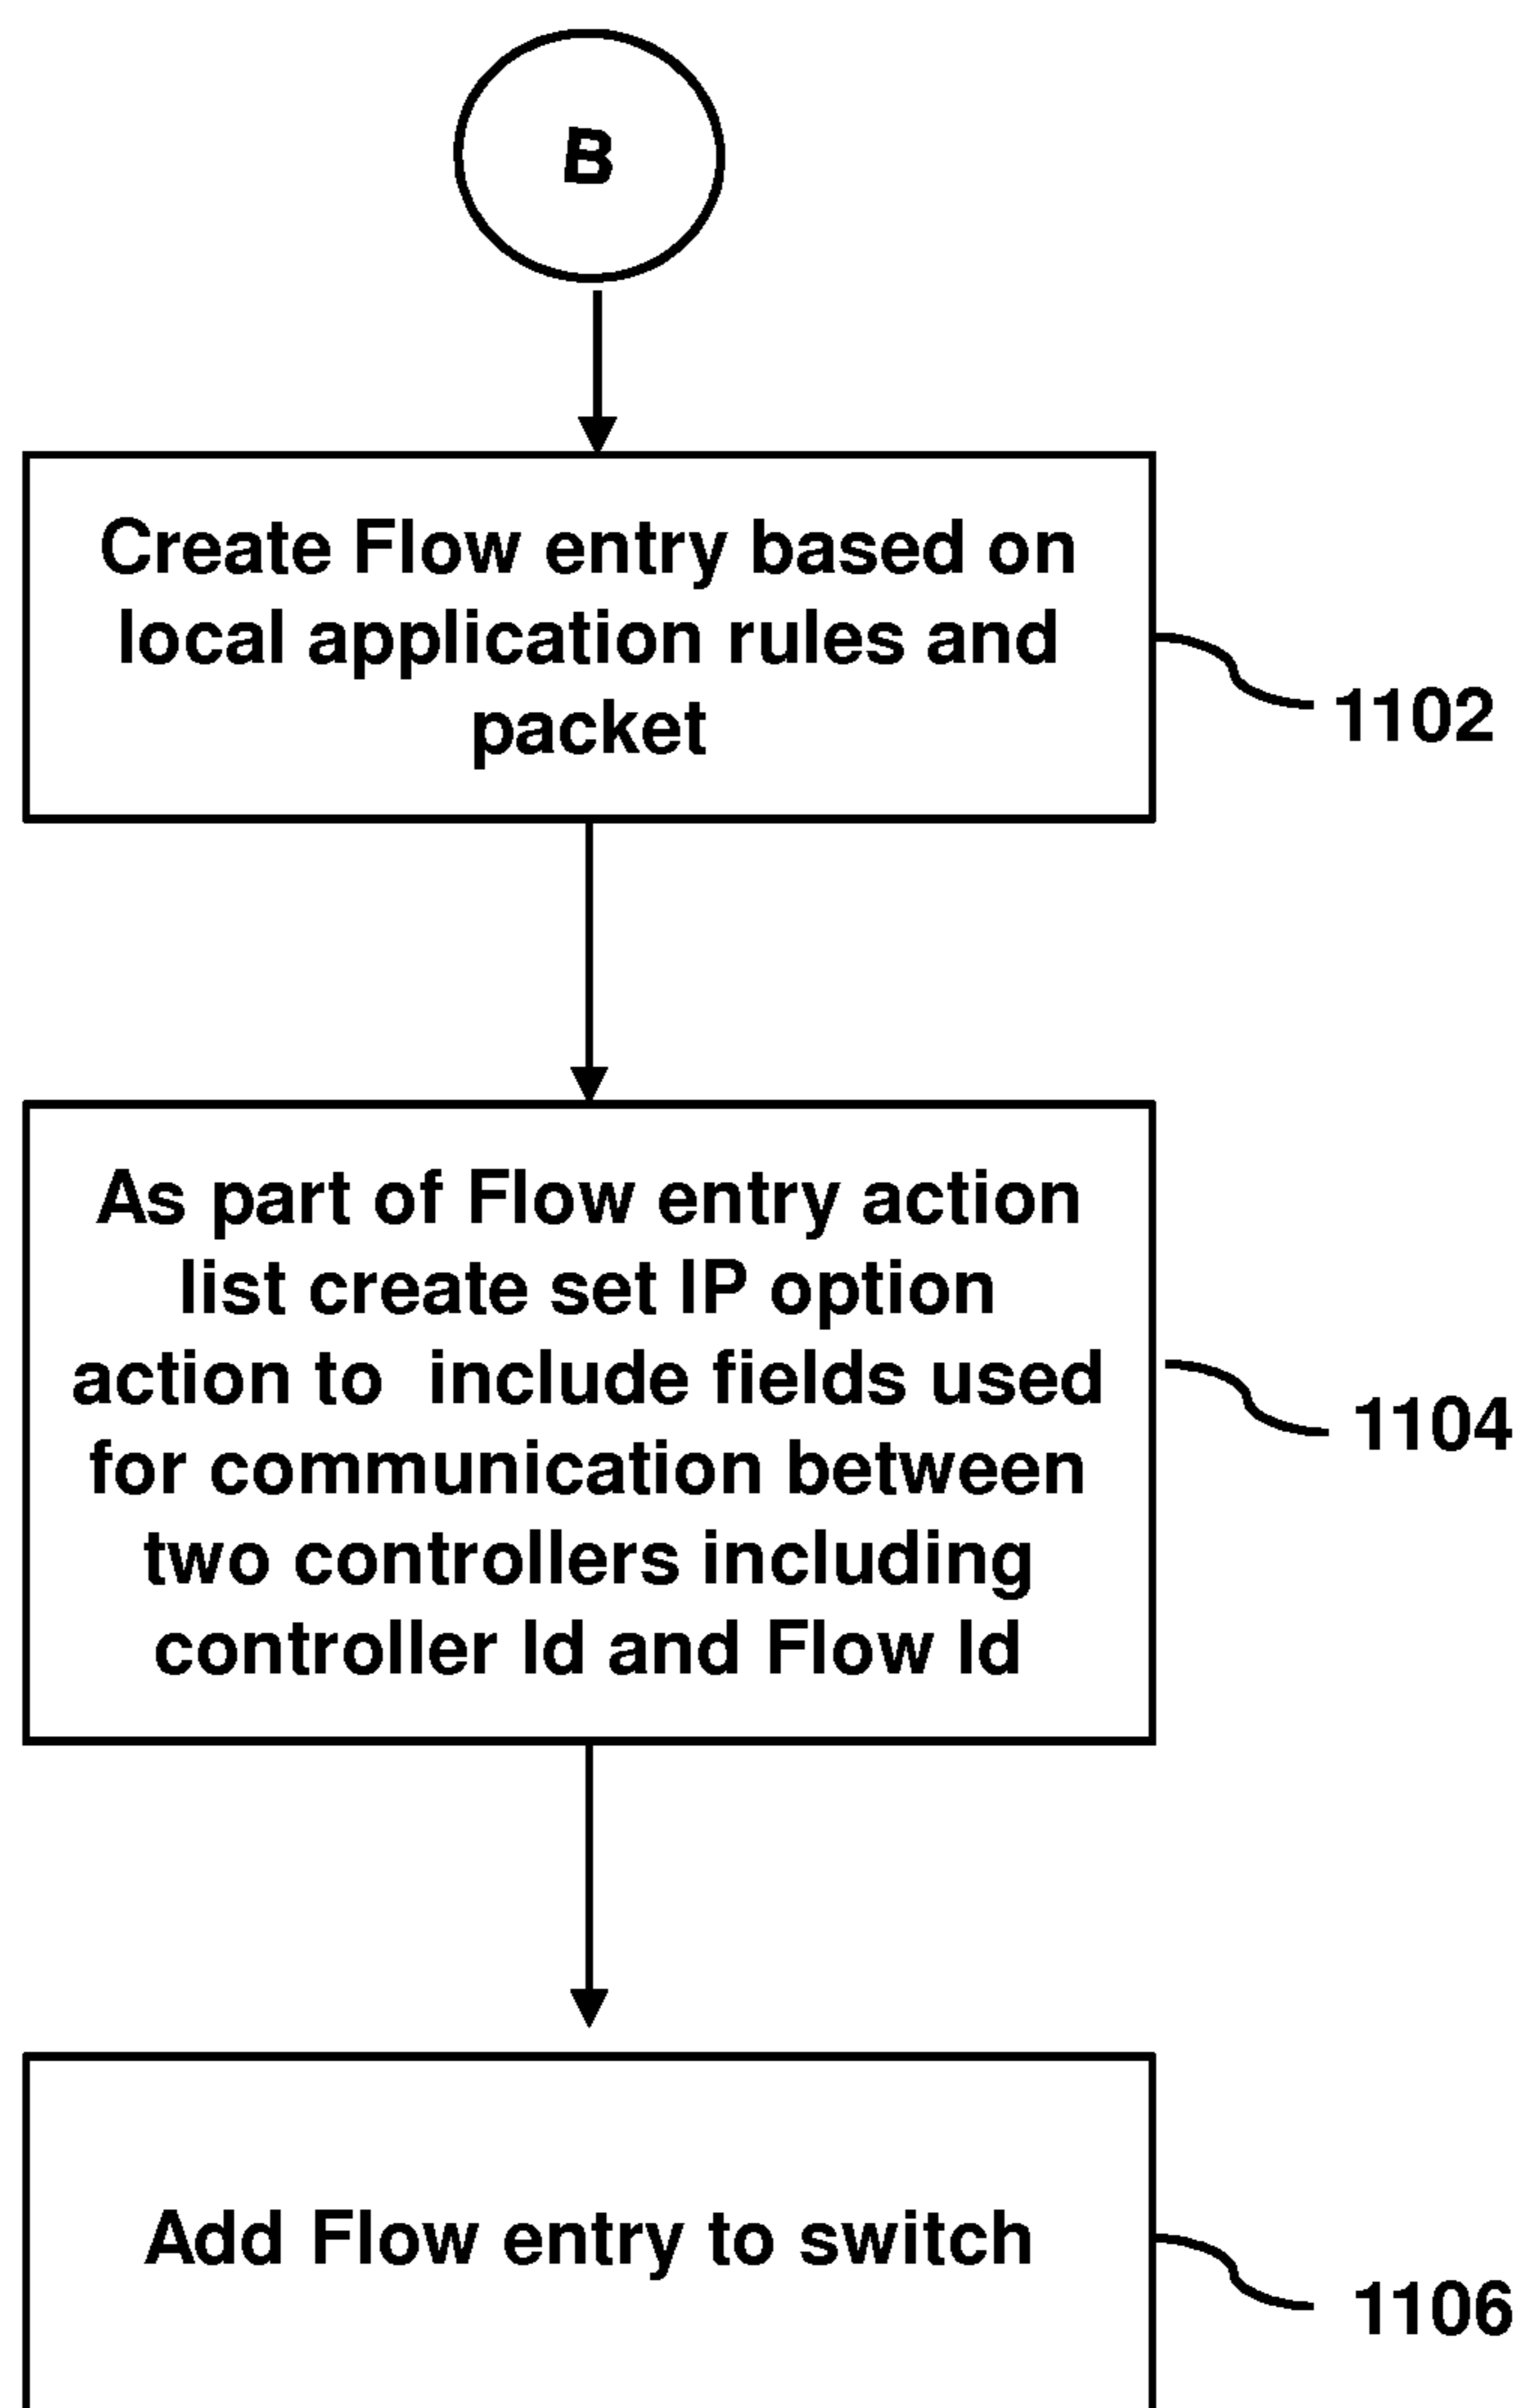 B
Create Flow entry based on
local application rules and
packet
1102
As part of Flow entry action
list create set IP option
action to include fields used
for communication between
two controllers including
controller Id and Flow Id
1104
Add Flow entry to switch
1106